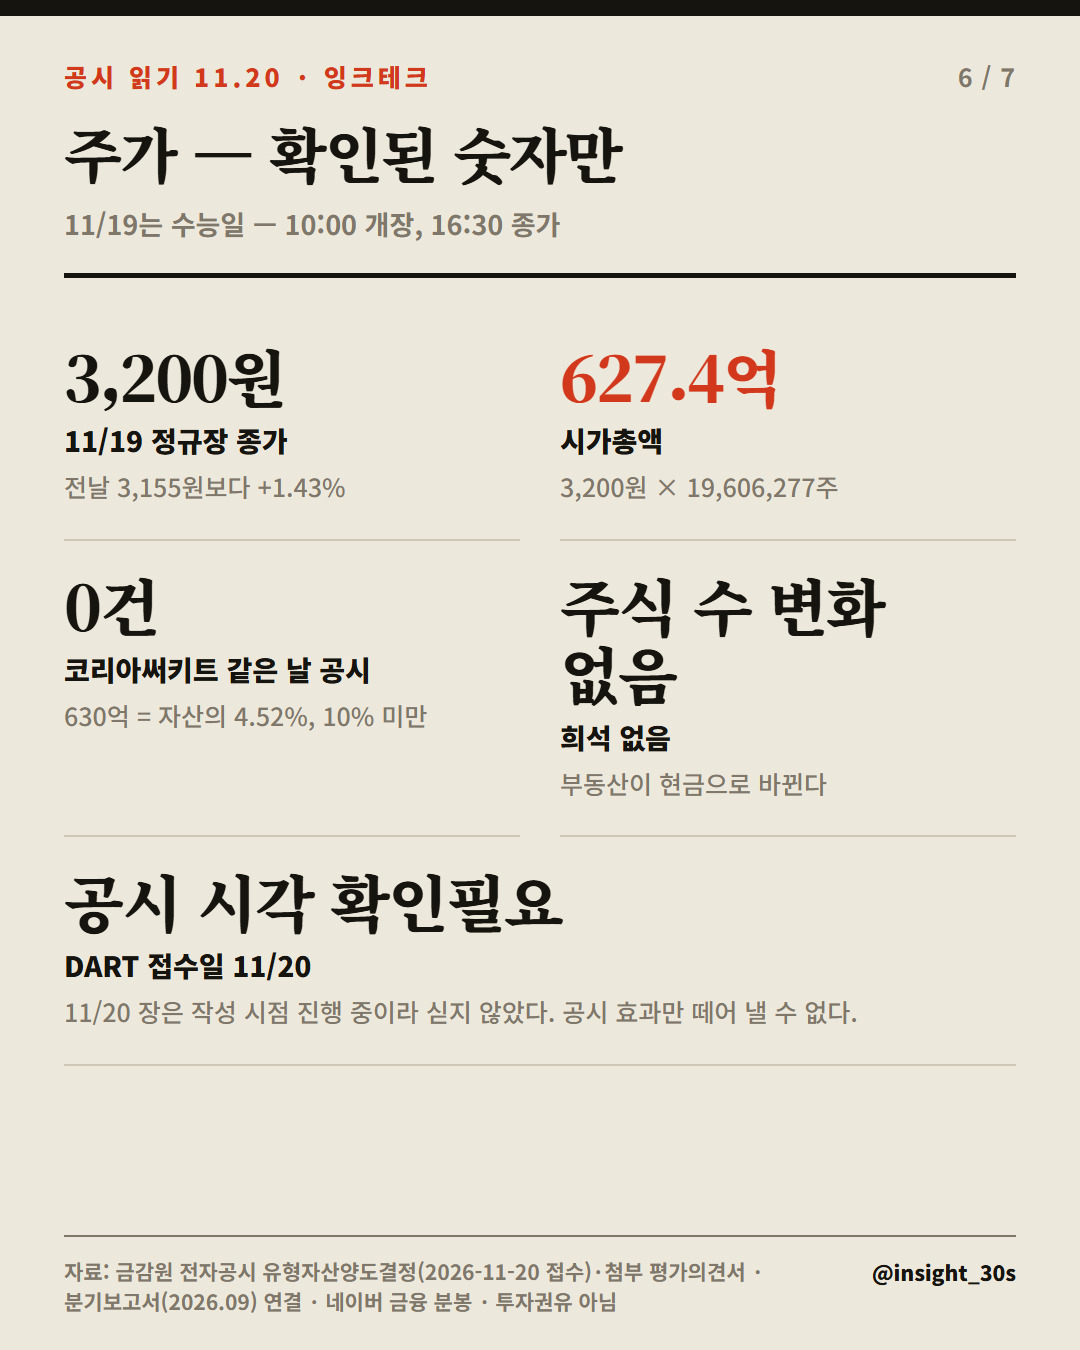 공시 읽기 11.20 · 잉크테크
6 / 7
주가 — 확인된 숫자만
11/19는 수능일 — 10:00 개장, 16:30 종가
3,200원
11/19 정규장 종가
전날 3,155원보다 +1.43%
627.4억
시가총액
3,200원 × 19,606,277주
0건
코리아써키트 같은 날 공시
630억 = 자산의 4.52%, 10% 미만
주식 수 변화
없음
희석 없음
부동산이 현금으로 바뀐다
공시 시각 확인필요
DART 접수일 11/20
11/20 장은 작성 시점 진행 중이라 싣지 않았다. 공시 효과만 떼어 낼 수 없다.
자료: 금감원 전자공시 유형자산양도결정(2026-11-20 접수)·첨부 평가의견서 ·
분기보고서(2026.09) 연결 · 네이버 금융 분봉 · 투자권유 아님
@insight_30s